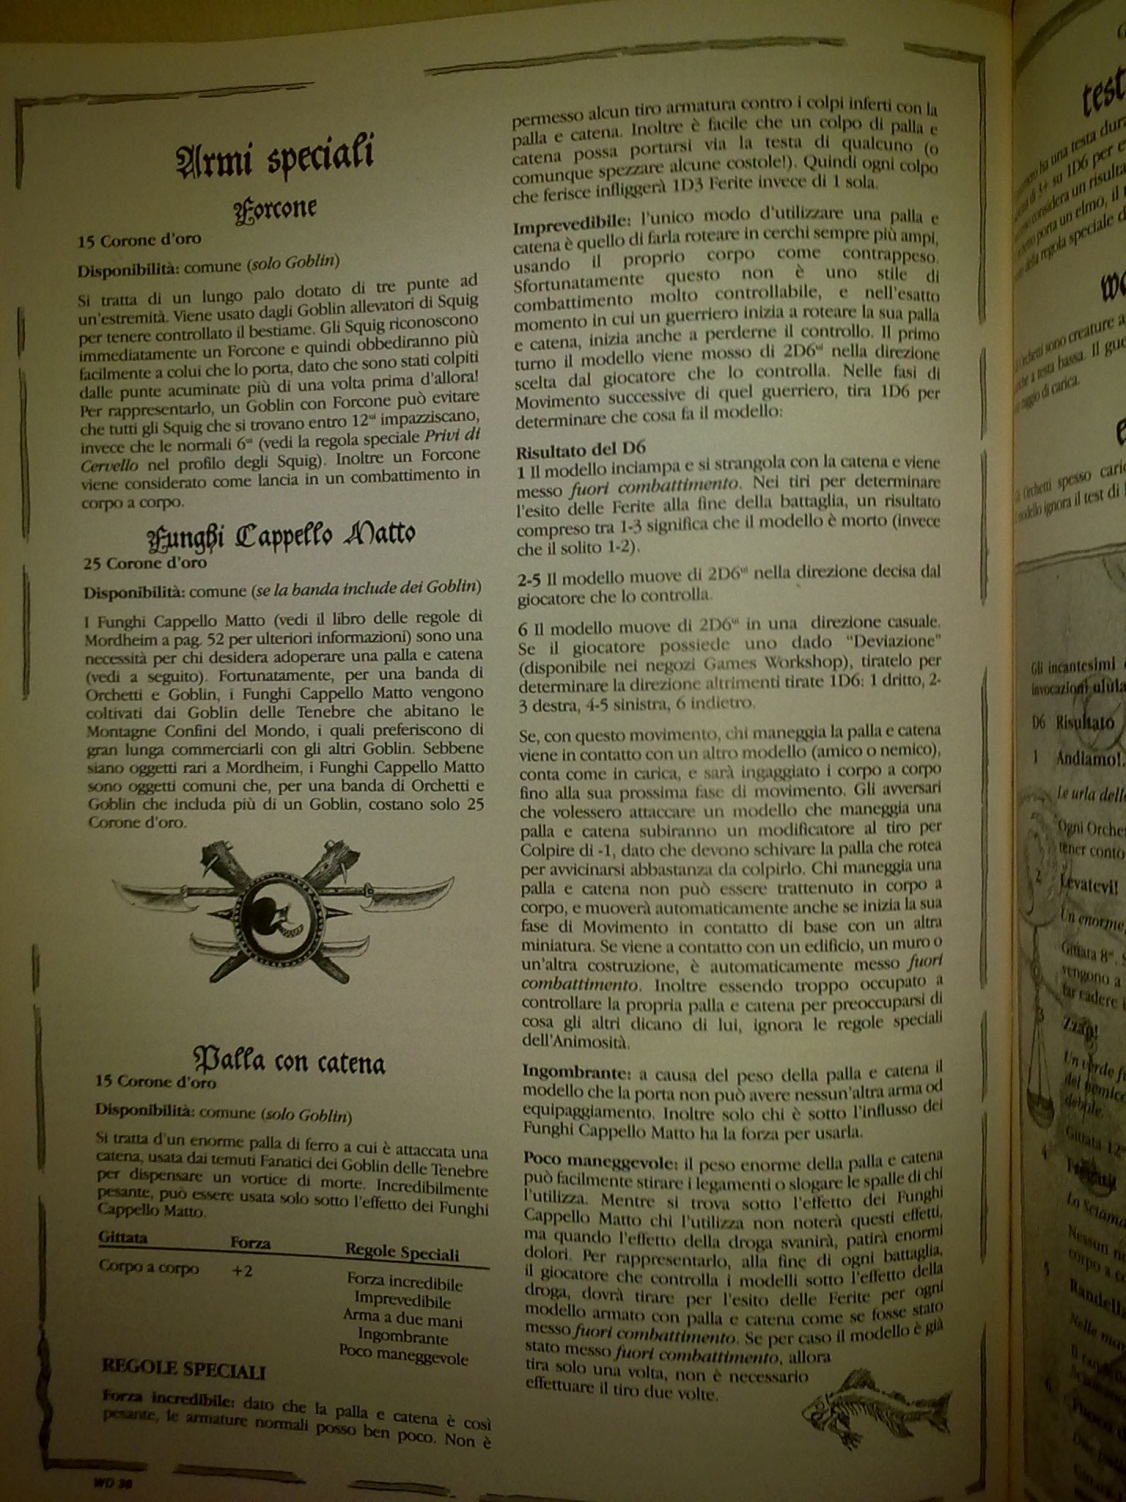 Armi speciali
Forcone
15 Corone d'oro
Disponibilità: comune (solo Goblin)
Si tratta di un lungo palo dotato di tre punte ad
un'estremità. Viene usato dagli Goblin allevatori di Squig
per tenere controllato il bestiame. Gli Squig riconoscono
immediatamente un Forcone e quindi obbediranno più
facilmente a colui che lo porta, dato che sono stati colpiti
dalle punte acuminate più di una volta prima d'allora!
Per rappresentarlo, un Goblin con Forcone può evitare
che tutti gli Squig che si trovano entro 12" impazziscano,
invece che le normali 6" (vedi la regola speciale Privi di
Cervello nel profilo degli Squig). Inoltre un Forcone
viene considerato come lancia in un combattimento in
corpo a corpo.
Funghi Cappello Matto
25 Corone d'oro
Disponibilità: comune (se la banda include dei Goblin)
I Funghi Cappello Matto (vedi il libro delle regole di
Mordheim a pag. 52 per ulteriori informazioni) sono una
necessità per chi desidera adoperare una palla e catena
(vedi a seguito). Fortunatamente, per una banda di
Orchetti e Goblin, i Funghi Cappello Matto vengono
coltivati dai Goblin delle Tenebre che abitano le
Montagne Confini del Mondo, i quali preferiscono di
gran lunga commerciarli con gli altri Goblin. Sebbene
siano oggetti rari a Mordheim, i Funghi Cappello Matto
sono oggetti comuni che, per una banda di Orchetti e
Goblin che includa più di un Goblin, costano solo 25
Corone d'oro.
Palla con catena
15 Corone d'oro
Disponibilità: comune (solo Goblin)
Si tratta d'un enorme palla di ferro a cui è attaccata una
catena, usata dai temuti Fanatici dei Goblin delle Tenebre
per dispensare un vortice di morte. Incredibilmente
pesante, può essere usata solo sotto l'effetto dei Funghi
Cappello Matto.
Gittata Forza Regole Speciali
Corpo a corpo +2 Forza incredibile
Imprevedibile
Arma a due mani
Ingombrante
Poco maneggevole
REGOLE SPECIALI
Forza incredibile: dato che la palla e catena è così
pesante, le armature normali posso ben poco. Non è
WD 38
permesso alcun tiro armatura contro i colpi inferti con la
palla e catena. Inoltre è facile che un colpo di palla e
catena possa portarsi via la testa di qualcuno (o
comunque spezzare alcune costole!). Quindi ogni colpo
che ferisce infliggerà 1D3 Ferite invece di 1 sola.
Imprevedibile: l'unico modo d'utilizzare una palla e
catena è quello di farla roteare in cerchi sempre più ampi,
usando il proprio corpo come contrappeso.
Sfortunatamente questo non è uno stile di
combattimento molto controllabile, e nell'esatto
momento in cui un guerriero inizia a roteare la sua palla
e catena, inizia anche a perderne il controllo. Il primo
turno il modello viene mosso di 2D6" nella direzione
scelta dal giocatore che lo controlla. Nelle fasi di
Movimento successive di quel guerriero, tira 1D6 per
determinare che cosa fa il modello:
Risultato del D6
1 Il modello inciampa e si strangola con la catena e viene
messo fuori combattimento. Nei tiri per determinare
l'esito delle Ferite alla fine della battaglia, un risultato
compreso tra 1-3 significa che il modello è morto (invece
che il solito 1-2).
2-5 Il modello muove di 2D6" nella direzione decisa dal
giocatore che lo controlla.
6 Il modello muove di 2D6" in una direzione casuale.
Se il giocatore possiede uno dado "Deviazione"
(disponibile nei negozi Games Workshop), tiratelo per
determinare la direzione altrimenti tirate 1D6: 1 dritto, 2-
3 destra, 4-5 sinistra, 6 indietro.
Se, con questo movimento, chi maneggia la palla e catena
viene in contatto con un altro modello (amico o nemico),
conta come in carica, e sarà ingaggiato i corpo a corpo
fino alla sua prossima fase di movimento. Gli avversari
che volessero attaccare un modello che maneggia una
palla e catena subiranno un modificatore al tiro per
Colpire di -1, dato che devono schivare la palla che rotea
per avvicinarsi abbastanza da colpirlo. Chi maneggia una
palla e catena non può essere trattenuto in corpo a
corpo, e muoverà automaticamente anche se inizia la sua
fase di Movimento in contatto di base con un altra
miniatura. Se viene a contatto con un edificio, un muro o
un'altra costruzione, è automaticamente messo fuori
combattimento. Inoltre essendo troppo occupato a
controllare la propria palla e catena per preoccuparsi di
cosa gli altri dicano di lui, ignora le regole speciali
dell'Animosità.
Ingombrante: a causa del peso della palla e catena il
modello che la porta non può avere nessun'altra arma od
equipaggiamento. Inoltre solo chi è sotto l'influsso dei
Funghi Cappello Matto ha la forza per usarla.
Poco maneggevole: il peso enorme della palla e catena
può facilmente stirare i legamenti o slogare le spalle di chi
l'utilizza. Mentre si trova sotto l'effetto dei Funghi
Cappello Matto chi l'utilizza non noterà questi effetti,
ma quando l'effetto della droga svanirà, patirà enormi
dolori. Per rappresentarlo, alla fine di ogni battaglia,
il giocatore che controlla i modelli sotto l'effetto della
droga, dovrà tirare per l'esito delle Ferite per ogni
modello armato con palla e catena come se fosse stato
messo fuori combattimento. Se per caso il modello è già
stato messo fuori combattimento, allora
tira solo una volta, non è necessario
effettuare il tiro due volte.
Gli incantesimi
D6 Risultato
1 Andiamo!
Le urla
Ogni
tener conto
2 Levatevi!
Un enorme,
Gittata 8".
vengono a
far cadere
3 Zzap!
Un verde
4
Gittata 12"
5